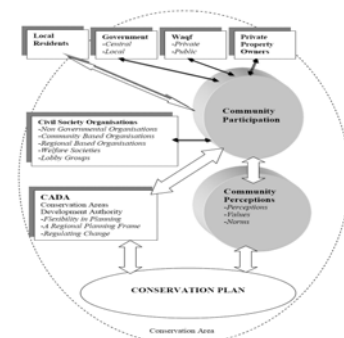 Local
Residents
Government
-Central
-Local
Waqf
-Private
-Public
Private
Property
Owners
Community
Participation
Civil Society Organisations
-Non Governmental Organisations
-Community Based Organisations
-Regional Based Organisations
-Welfare Societies
-Lobby Groups
CADA
Conservation Areas
Development Authority
-Flexibility to Planning
-A Regional Planning Frame
-Regulating Change
Community
Perceptions
-Perceptions
-Values
-Norms
CONSERVATION PLAN
Conservation Area